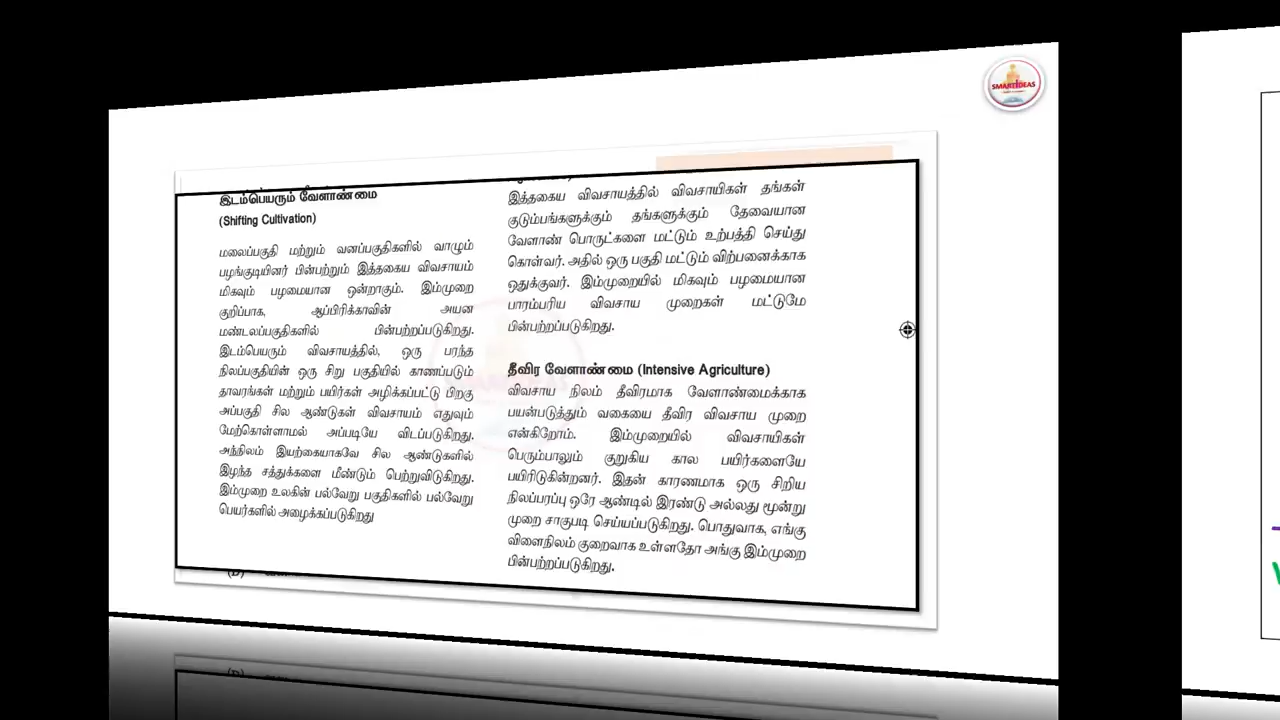 SMART IDEAS
இடம்பெயரும் வேளாண்மை
(Shifting Cultivation)
மலைப்பகுதி மற்றும் வனப்பகுதிகளில் வாழும்
பழங்குடியினர் பின்பற்றும் இத்தகைய விவசாயம்
மிகவும் பழமையான ஒன்றாகும். இம்முறை
குறிப்பாக, ஆப்பிரிக்காவின் அயன
மண்டலப்பகுதிகளில் பின்பற்றப்படுகிறது.
இடம்பெயரும் விவசாயத்தில், ஒரு பரந்த
நிலப்பகுதியின் ஒரு சிறு பகுதியில் காணப்படும்
தாவரங்கள் மற்றும் பயிர்கள் அழிக்கப்பட்டு பிறகு
அப்பகுதி சில ஆண்டுகள் விவசாயம் எதுவும்
மேற்கொள்ளாமல் அப்படியே விடப்படுகிறது.
அந்நிலம் இயற்கையாகவே சில ஆண்டுகளில்
இழந்த சத்துக்களை மீண்டும் பெற்றுவிடுகிறது.
இம்முறை உலகின் பல்வேறு பகுதிகளில் பல்வேறு
பெயர்களில் அழைக்கப்படுகிறது
இத்தகைய விவசாயத்தில் விவசாயிகள் தங்கள்
குடும்பங்களுக்கும் தங்களுக்கும் தேவையான
வேளாண் பொருட்களை மட்டும் உற்பத்தி செய்து
கொள்வர். அதில் ஒரு பகுதி மட்டும் விற்பனைக்காக
ஒதுக்குவர். இம்முறையில் மிகவும் பழமையான
பாரம்பரிய விவசாய முறைகள் மட்டுமே
பின்பற்றப்படுகிறது.
தீவிர வேளாண்மை (Intensive Agriculture)
விவசாய நிலம் தீவிரமாக வேளாண்மைக்காக
பயன்படுத்தும் வகையை தீவிர விவசாய முறை
என்கிறோம். இம்முறையில் விவசாயிகள்
பெரும்பாலும் குறுகிய கால பயிர்களையே
பயிரிடுகின்றனர். இதன் காரணமாக ஒரு சிறிய
நிலப்பரப்பு ஒரே ஆண்டில் இரண்டு அல்லது மூன்று
முறை சாகுபடி செய்யப்படுகிறது. பொதுவாக, எங்கு
விளைநிலம் குறைவாக உள்ளதோ அங்கு இம்முறை
பின்பற்றப்படுகிறது.